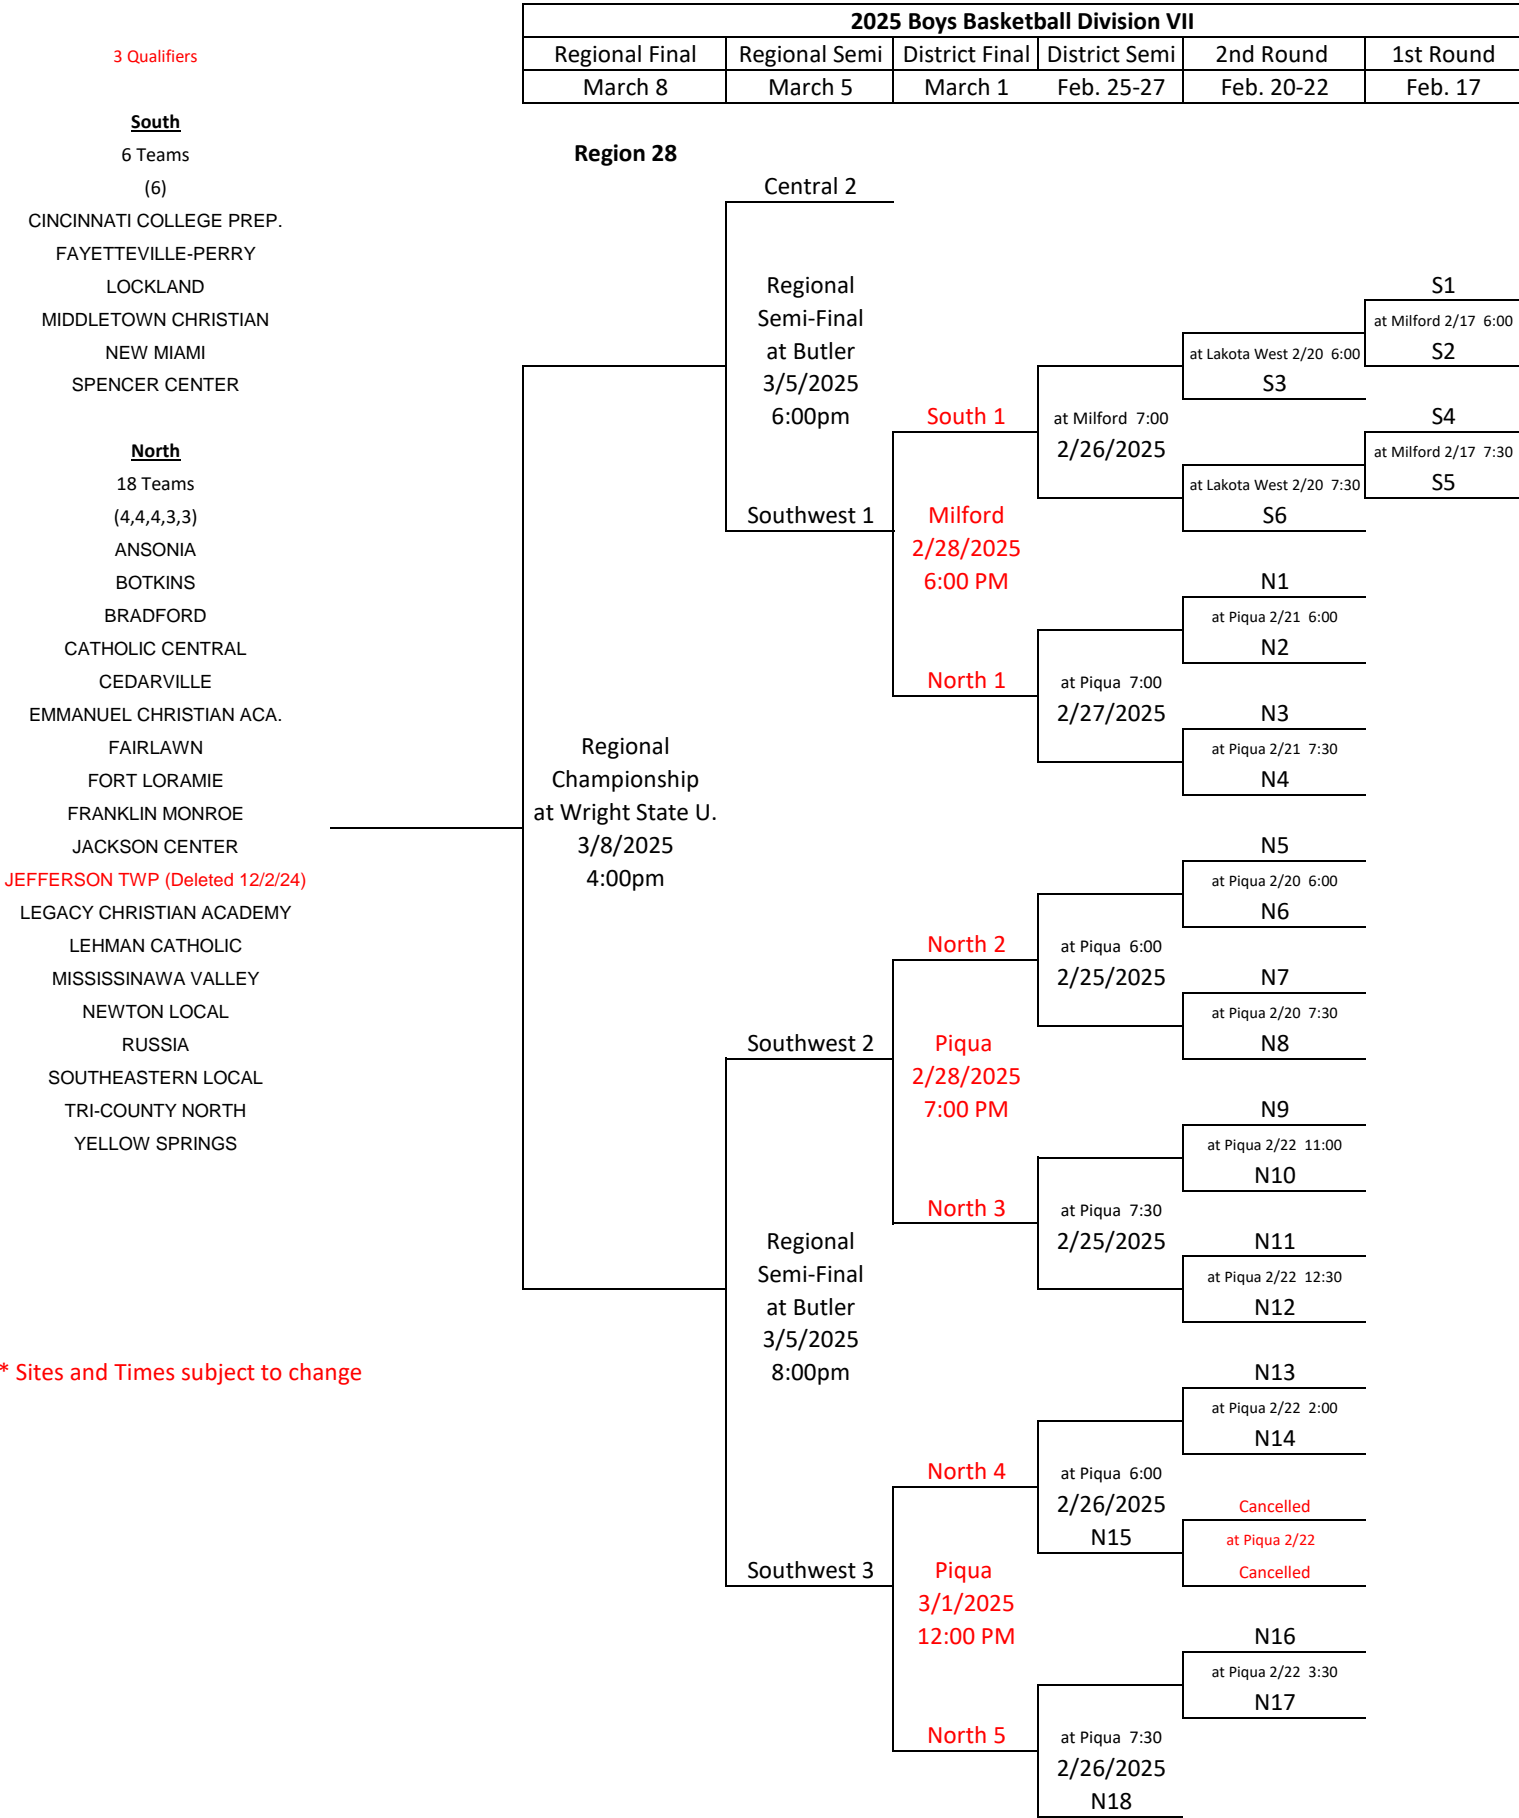 2025 Boys Basketball Division VII
3 Qualifiers
Regional Final Regional Semi District Final District Semi 2nd Round 1st Round
March 8 March 5 March 1 Feb. 25-27 Feb. 20-22 Feb. 17
South
6 Teams
(6)
CINCINNATI COLLEGE PREP.
FAYETTEVILLE-PERRY
LOCKLAND
MIDDLETOWN CHRISTIAN
NEW MIAMI
SPENCER CENTER
North
18 Teams
(4,4,4,3,3)
ANSONIA
BOTKINS
BRADFORD
CATHOLIC CENTRAL
CEDARVILLE
EMMANUEL CHRISTIAN ACA.
FAIRLAWN
FORT LORAMIE
FRANKLIN MONROE
JACKSON CENTER
JEFFERSON TWP (Deleted 12/2/24)
LEGACY CHRISTIAN ACADEMY
LEHMAN CATHOLIC
MISSISSINAWA VALLEY
NEWTON LOCAL
RUSSIA
SOUTHEASTERN LOCAL
TRI-COUNTY NORTH
YELLOW SPRINGS
* Sites and Times subject to change
Region 28
Regional
Championship
at Wright State U.
3/8/2025
4:00pm
Central 2
Regional
Semi-Final
at Butler
3/5/2025
6:00pm
Southwest 1
Southwest 2
Regional
Semi-Final
at Butler
3/5/2025
8:00pm
Southwest 3
South 1
Milford
2/28/2025
6:00 PM
North 1
North 2
Piqua
2/28/2025
7:00 PM
North 3
North 4
Piqua
3/1/2025
12:00 PM
North 5
at Milford 7:00
2/26/2025
at Piqua 7:00
2/27/2025
at Piqua 6:00
2/25/2025
at Piqua 7:30
2/25/2025
at Piqua 6:00
2/26/2025
N15
at Piqua 7:30
2/26/2025
N18
at Lakota West 2/20 6:00
S3
at Lakota West 2/20 7:30
S6
N1
at Piqua 2/21 6:00
N2
N3
at Piqua 2/21 7:30
N4
N5
at Piqua 2/20 6:00
N6
N7
at Piqua 2/20 7:30
N8
N9
at Piqua 2/22 11:00
N10
N11
at Piqua 2/22 12:30
N12
N13
at Piqua 2/22 2:00
N14
Cancelled
at Piqua 2/22
Cancelled
N16
at Piqua 2/22 3:30
N17
S1
at Milford 2/17 6:00
S2
S4
at Milford 2/17 7:30
S5